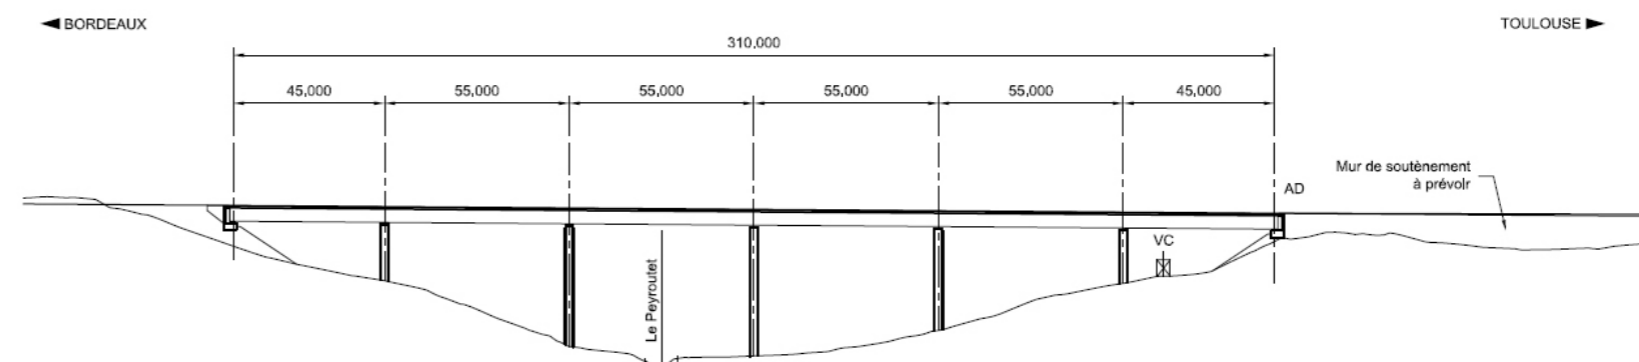 BORDEAUX
TOULOUSE
310,000
45,000 55,000 55,000 55,000 55,000 45,000
Mur de soutènement
à prévoir
AD
VC
Le Peyroutet